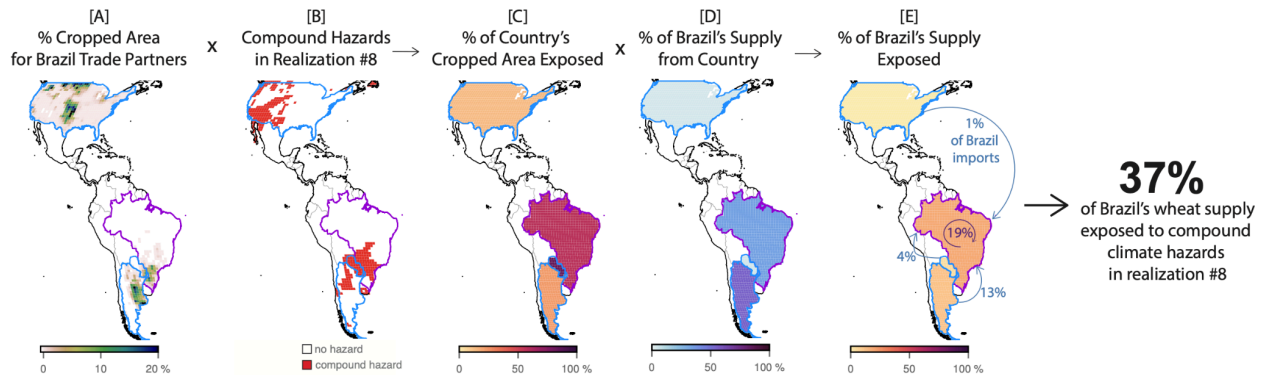 [A]
% Cropped Area
for Brazil Trade Partners
x
[B]
Compound Hazards
in Realization #8
[C]
% of Country's
Cropped Area Exposed
x
[D]
% of Brazil's Supply
from Country
[E]
% of Brazil's Supply
Exposed
1%
of Brazil
imports
19%
4%
13%
37%
of Brazil's wheat supply
exposed to compound
climate hazards
in realization #8
0 10 20 %
no hazard
compound hazard
0 50 100 %
0 50 100 %
0 50 100 %